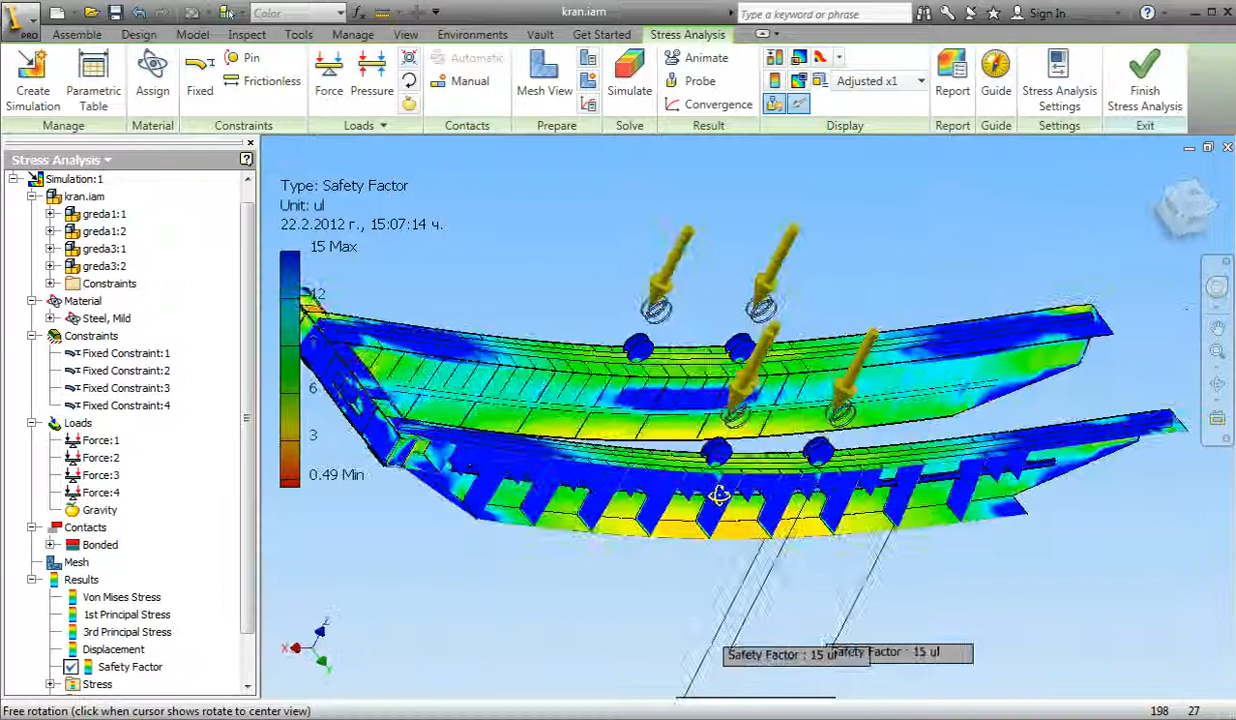 Color
kran.iam
Type a keyword or phrase
Sign In
PRO
Assemble Design Model Inspect Tools Manage View Environments Vault Get Started Stress Analysis
Create Simulation
Parametric Table
Assign
Fixed
Pin
Frictionless
Force
Pressure
Automatic
Manual
Mesh View
Simulate
Animate
Probe
Convergence
Adjusted x1
Report
Guide
Stress Analysis Settings
Finish Stress Analysis
Manage Material Constraints Loads Contacts Prepare Solve Result Display Report Guide Settings Exit
Stress Analysis
Simulation:1
kran.iam
greda1:1
greda1:2
greda3:1
greda3:2
Constraints
Material
Steel, Mild
Constraints
Fixed Constraint:1
Fixed Constraint:2
Fixed Constraint:3
Fixed Constraint:4
Loads
Force:1
Force:2
Force:3
Force:4
Gravity
Contacts
Bonded
Mesh
Results
Von Mises Stress
1st Principal Stress
3rd Principal Stress
Displacement
Safety Factor
Stress
Type: Safety Factor
Unit: ul
22.2.2012 г., 15:07:14 ч.
15 Max
12
6
3
0.49 Min
Z
X
Y
Safety Factor : 15 ul
Safety Factor : 15 ul
Free rotation (click when cursor shows rotate to center view)
198 27